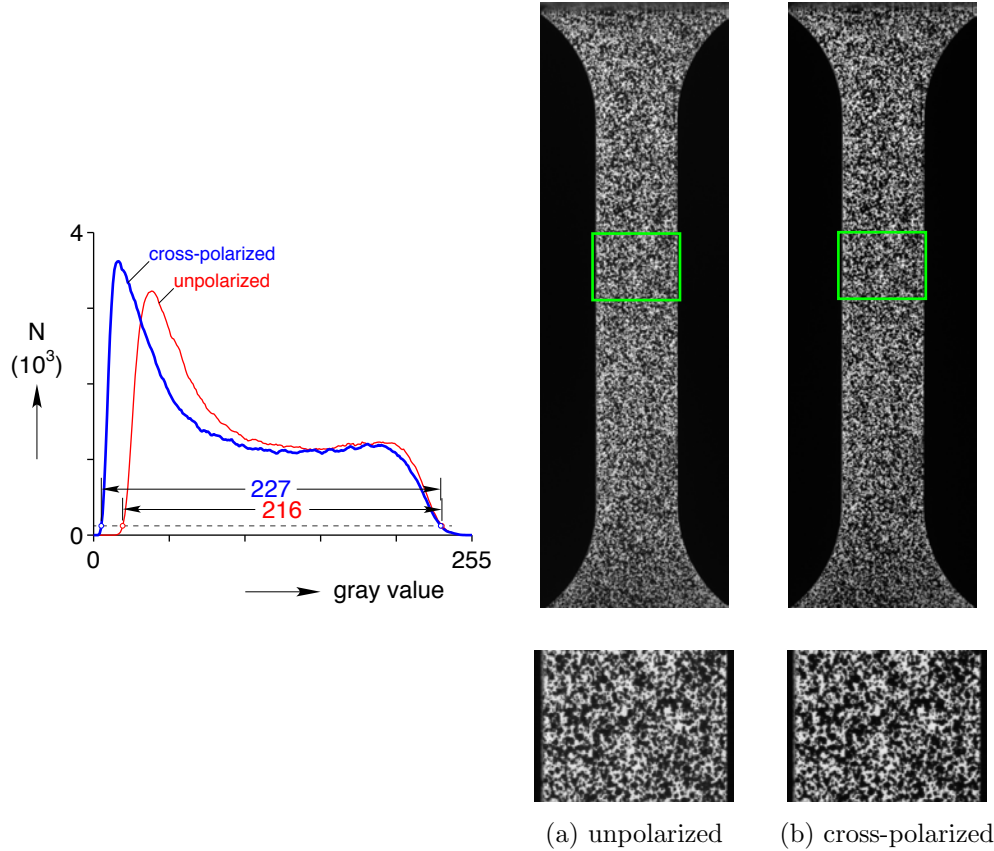 4
cross-polarized
unpolarized
N
(10³)
227
216
0
0
255
gray value
(a) unpolarized
(b) cross-polarized